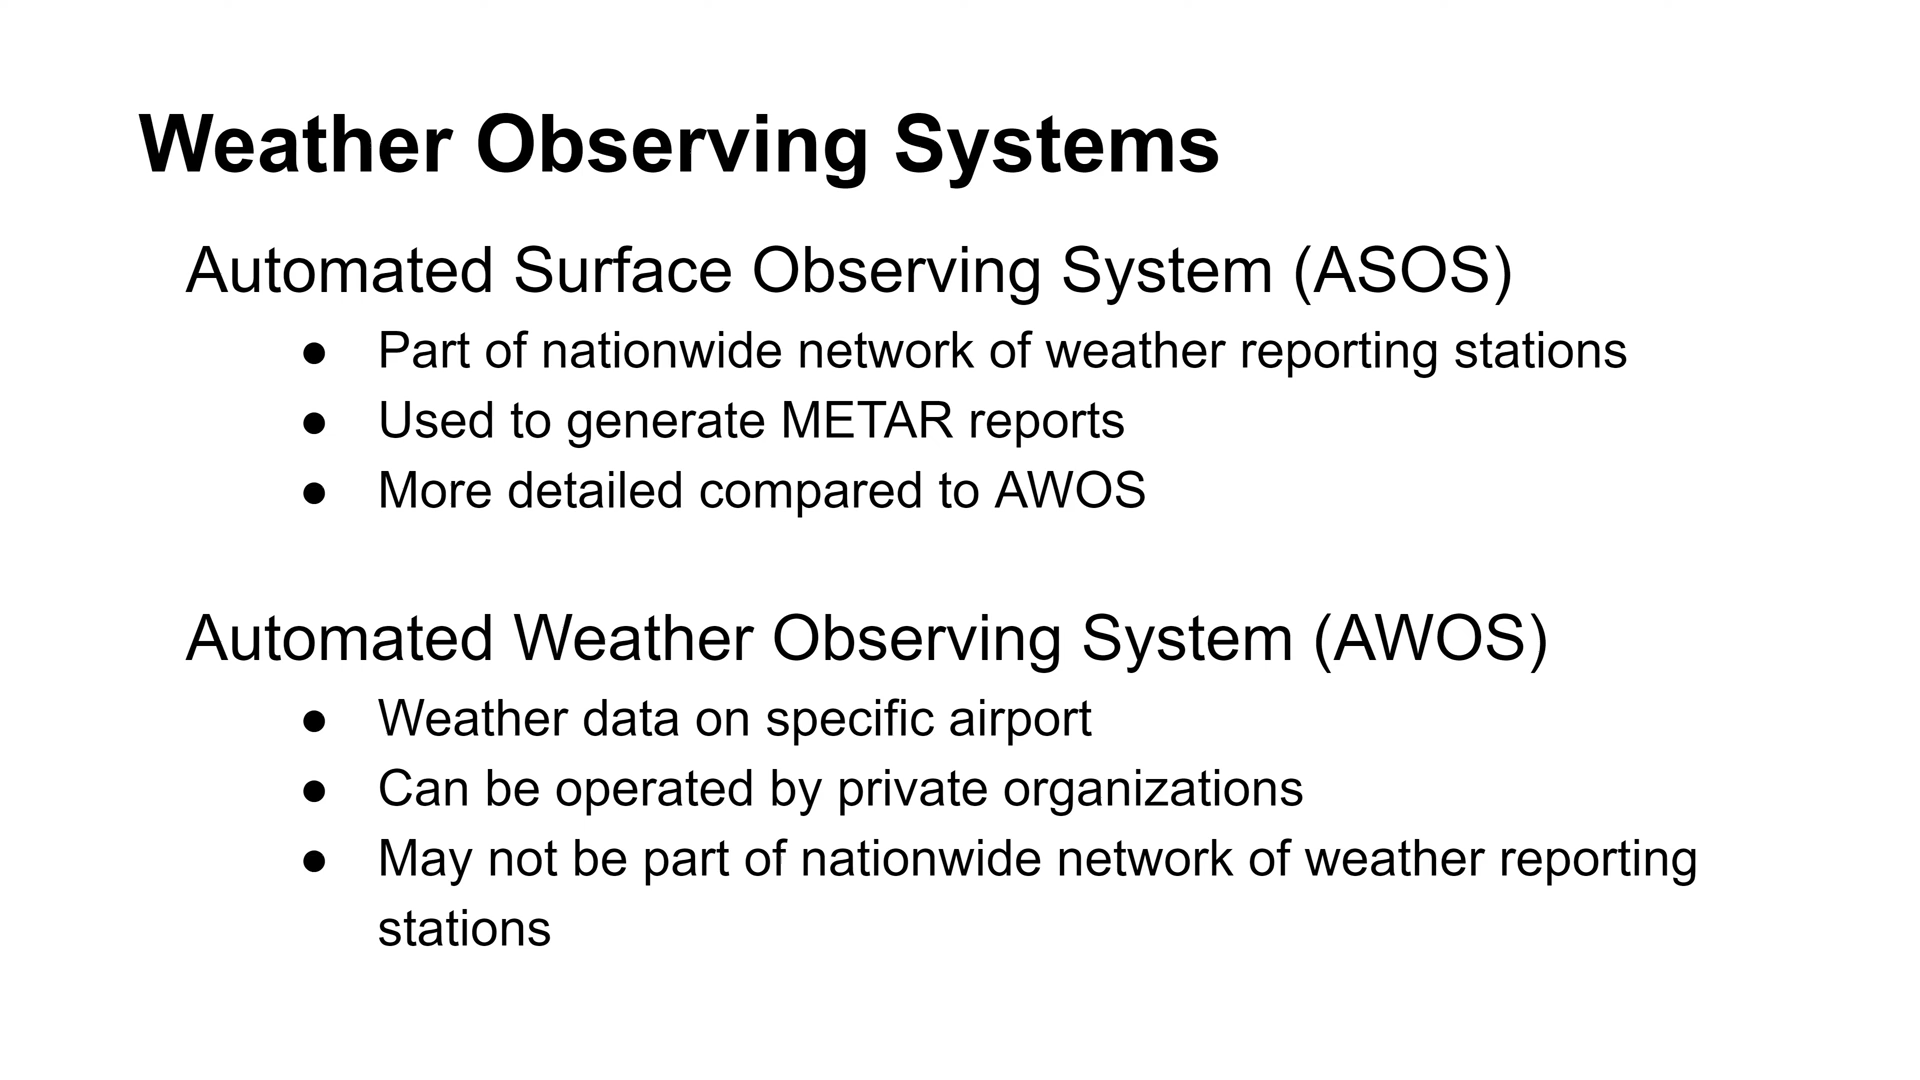 Weather Observing Systems
Automated Surface Observing System (ASOS)
● Part of nationwide network of weather reporting stations
● Used to generate METAR reports
● More detailed compared to AWOS
Automated Weather Observing System (AWOS)
● Weather data on specific airport
● Can be operated by private organizations
● May not be part of nationwide network of weather reporting
stations